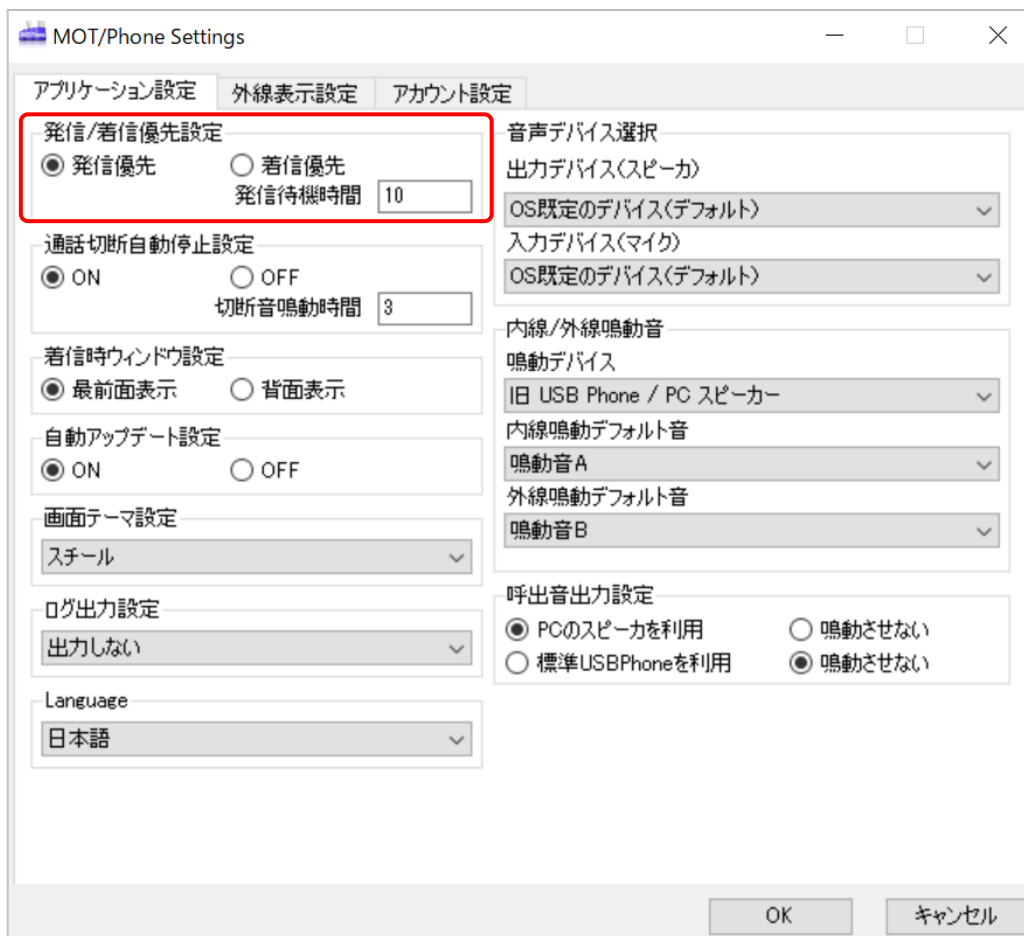 MOT/Phone Settings
アプリケーション設定 外線表示設定 アカウント設定
発信/着信優先設定
発信優先 着信優先
発信待機時間 10
通話切断自動停止設定
ON OFF
切断音鳴動時間 3
着信時ウィンドウ設定
最前面表示 背面表示
自動アップデート設定
ON OFF
画面テーマ設定
スチール
ログ出力設定
出力しない
Language
日本語
音声デバイス選択
出力デバイス(スピーカ)
OS既定のデバイス(デフォルト)
入力デバイス(マイク)
OS既定のデバイス(デフォルト)
内線/外線鳴動音
鳴動デバイス
旧 USB Phone / PC スピーカー
内線鳴動デフォルト音
鳴動音A
外線鳴動デフォルト音
鳴動音B
呼出音出力設定
PCのスピーカを利用 鳴動させない
標準USBPhoneを利用 鳴動させない
OK キャンセル